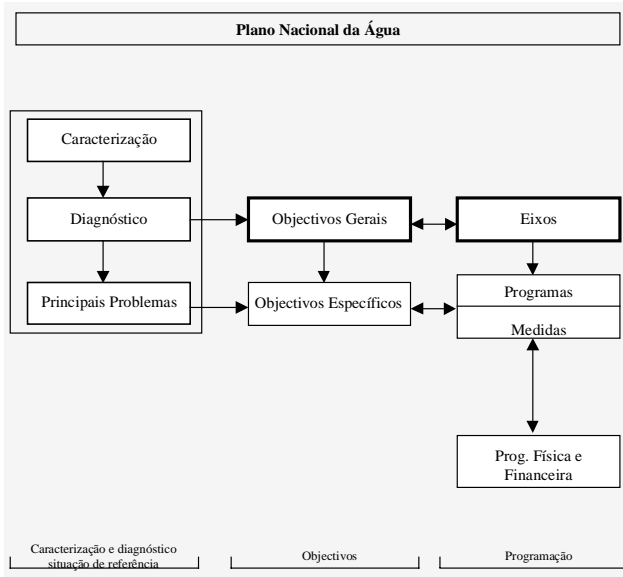 Plano Nacional da Água
Caracterização
Diagnóstico
Objectivos Gerais
Eixos
Principais Problemas
Objectivos Específicos
Programas
Medidas
Prog. Física e
Financeira
Caracterização e diagnóstico
situação de referência
Objectivos
Programação